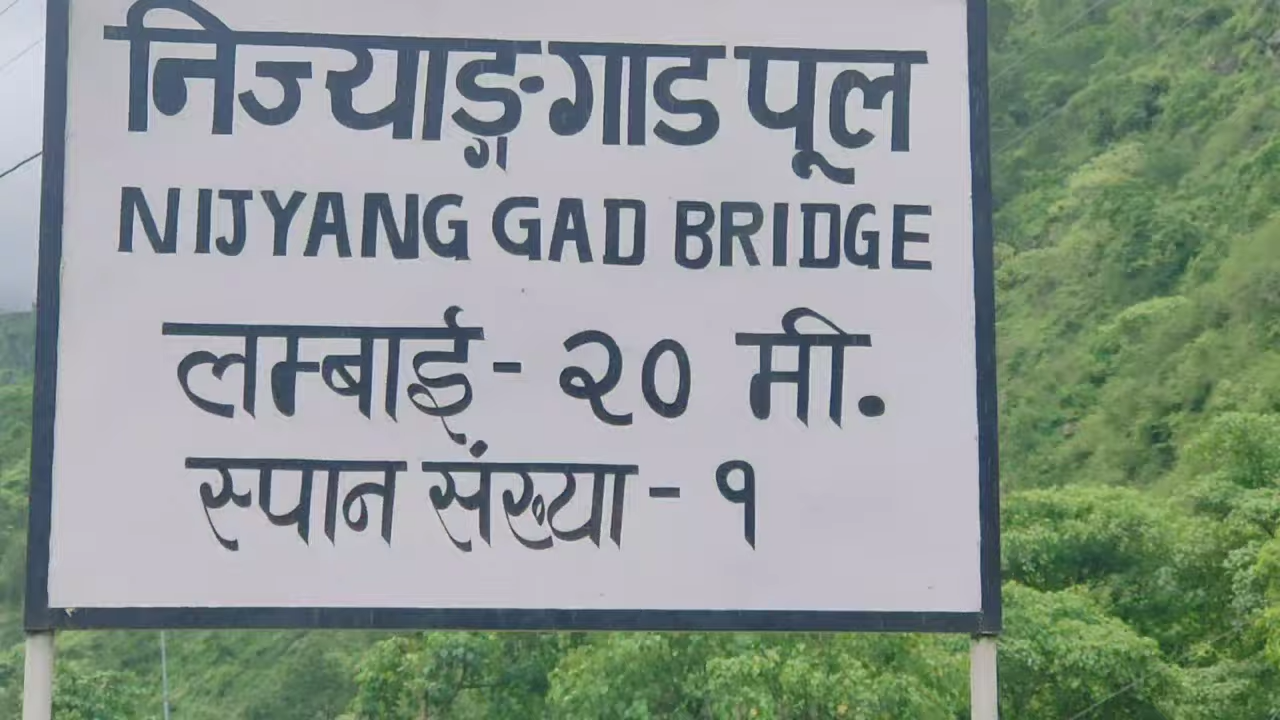 निज्याङ्गाड पूल
NIJYANG GAD BRIDGE
लम्बाई - २० मी.
स्पान संख्या - १